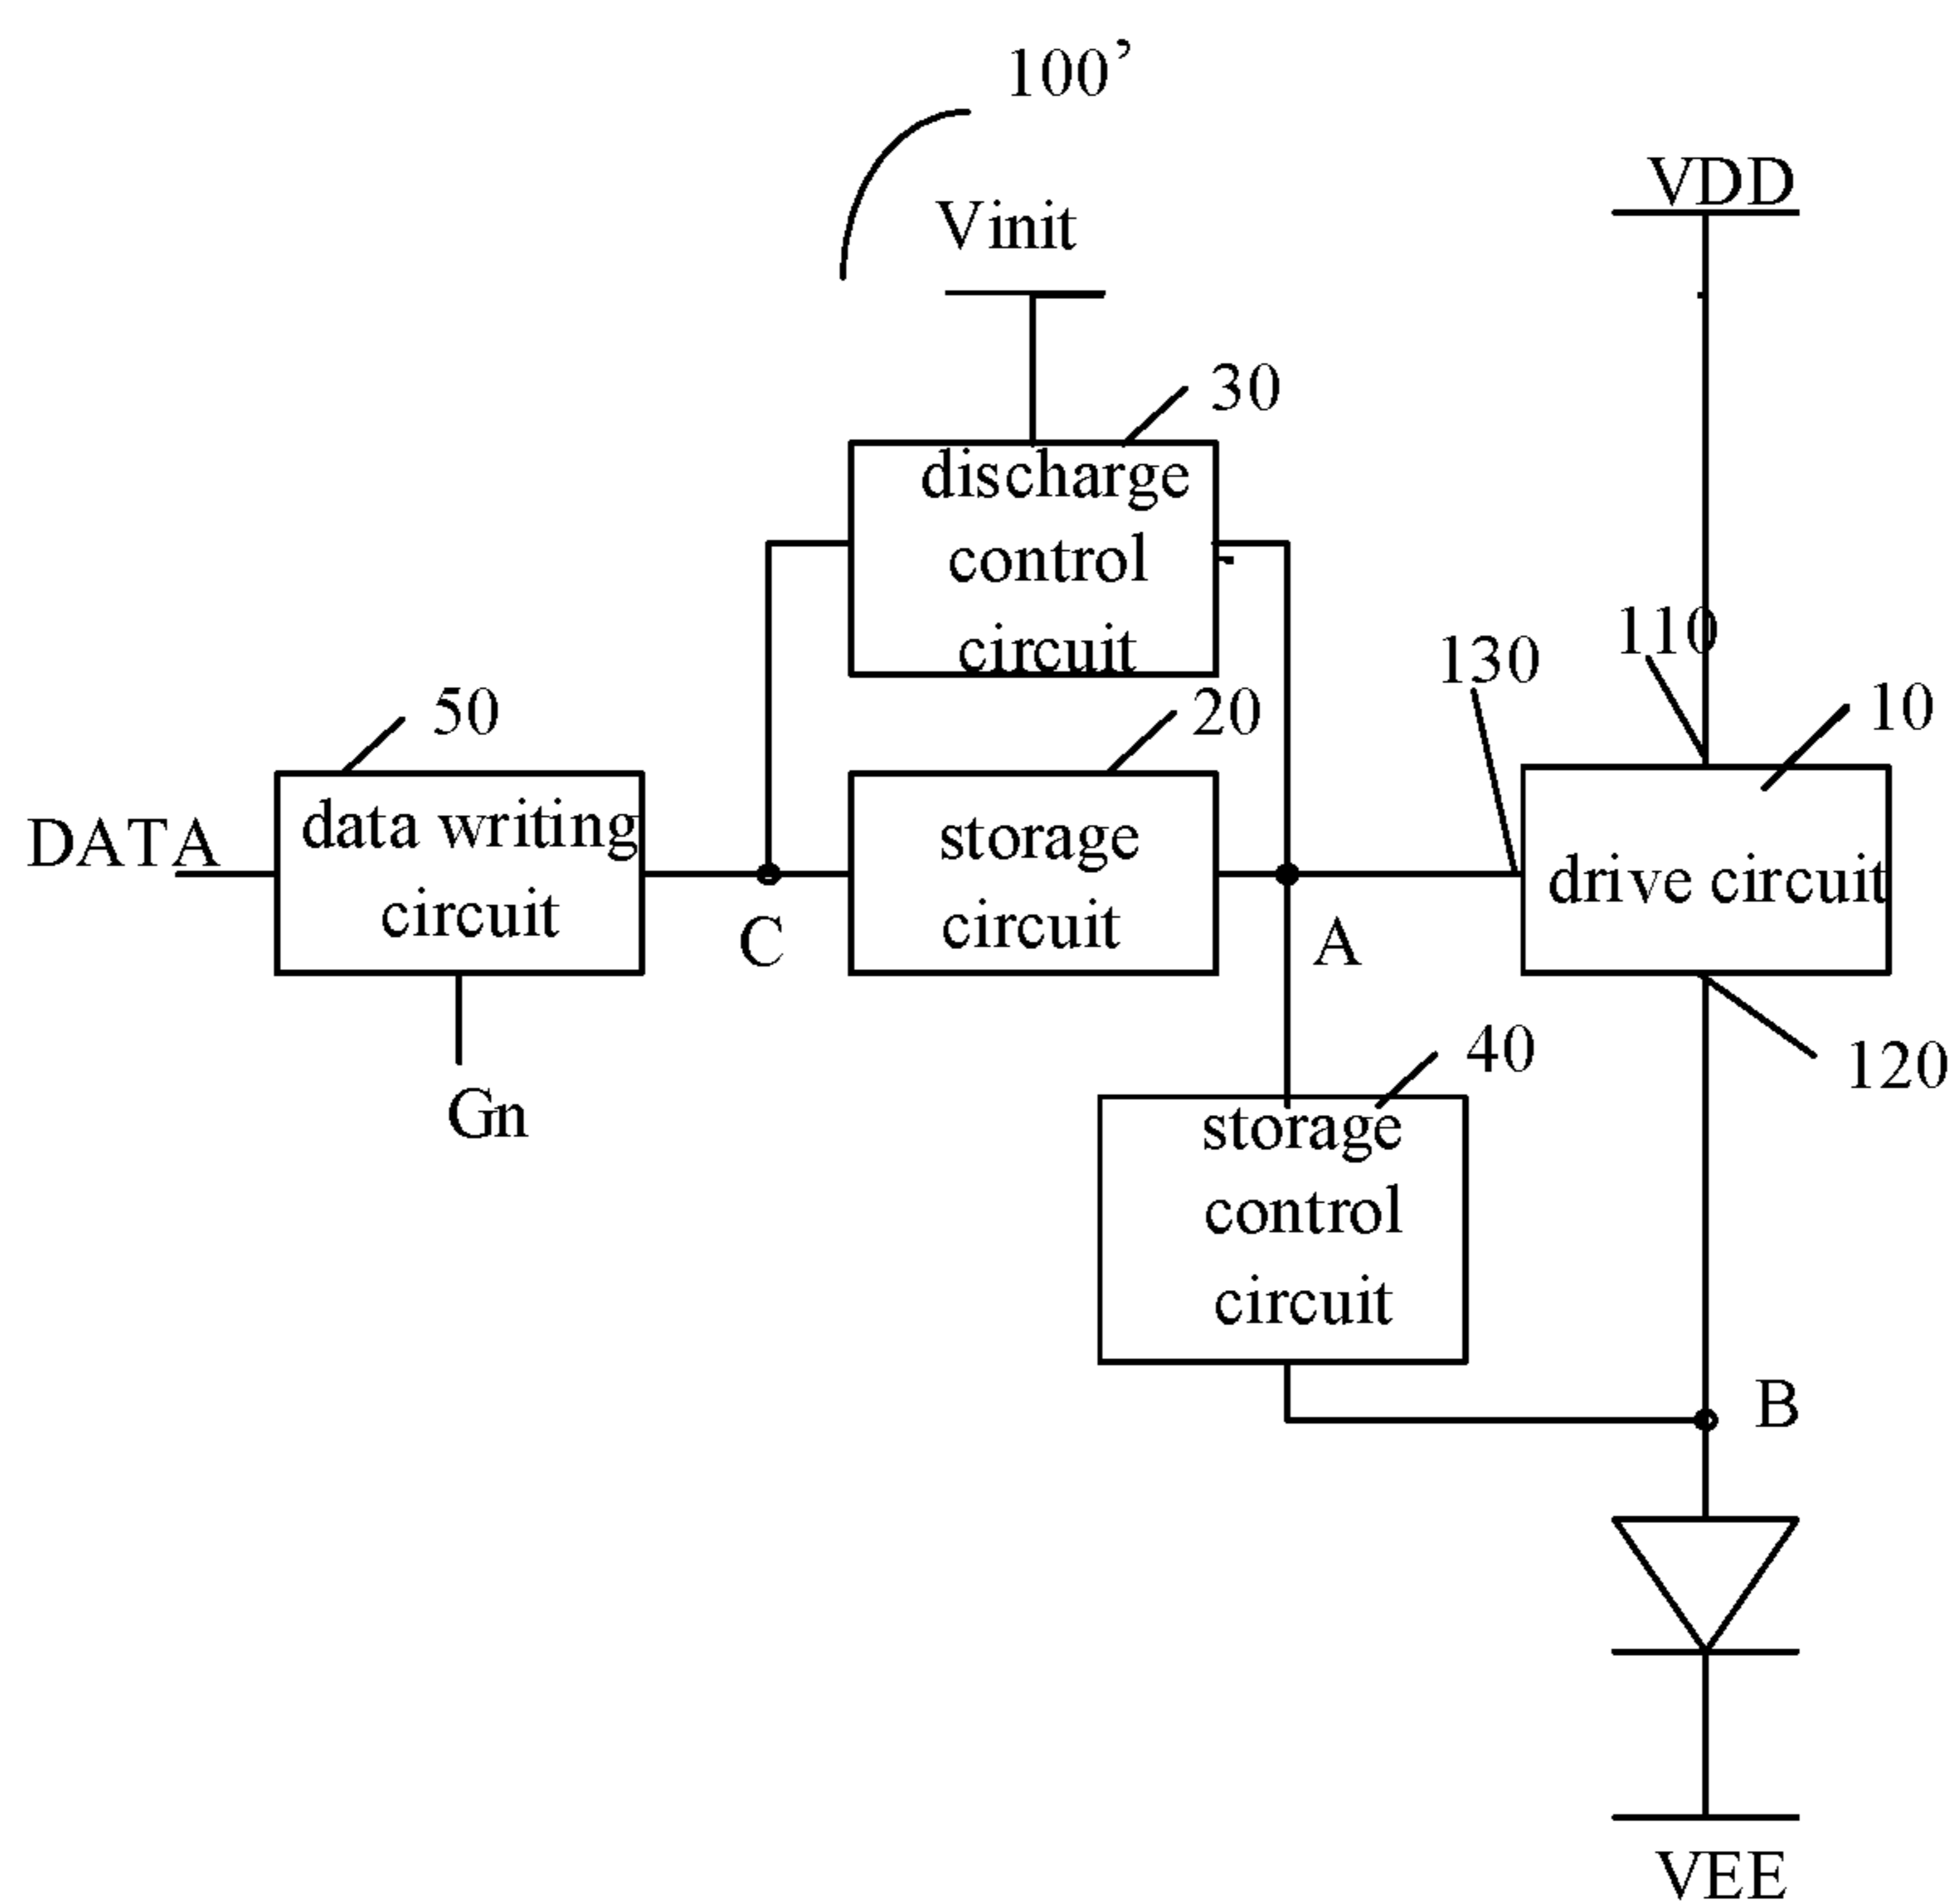 100’
VDD
Vinit
30
discharge
control
circuit
110
130
10
50
20
data writing
circuit
storage
circuit
drive circuit
DATA
C
A
40
120
Gn
storage
control
circuit
B
VEE